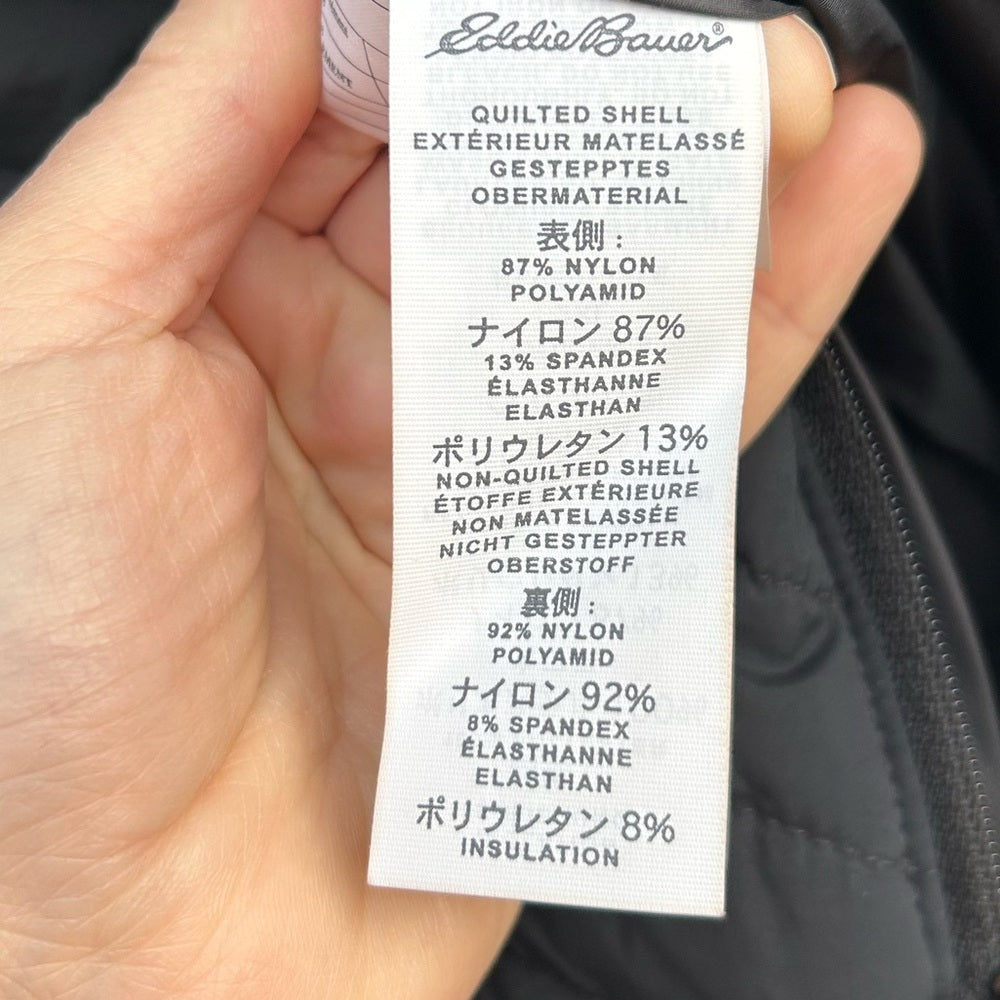 Eddie Bauer®
QUILTED SHELL
EXTÉRIEUR MATELASSÉ
GESTEPPTES
OBERMATERIAL
表側 :
87% NYLON
POLYAMID
ナイロン 87%
13% SPANDEX
ÉLASTHANNE
ELASTHAN
ポリウレタン 13%
NON-QUILTED SHELL
ÉTOFFE EXTÉRIEURE
NON MATELASSÉE
NICHT GESTEPPTER
OBERSTOFF
裏側 :
92% NYLON
POLYAMID
ナイロン 92%
8% SPANDEX
ÉLASTHANNE
ELASTHAN
ポリウレタン 8%
INSULATION